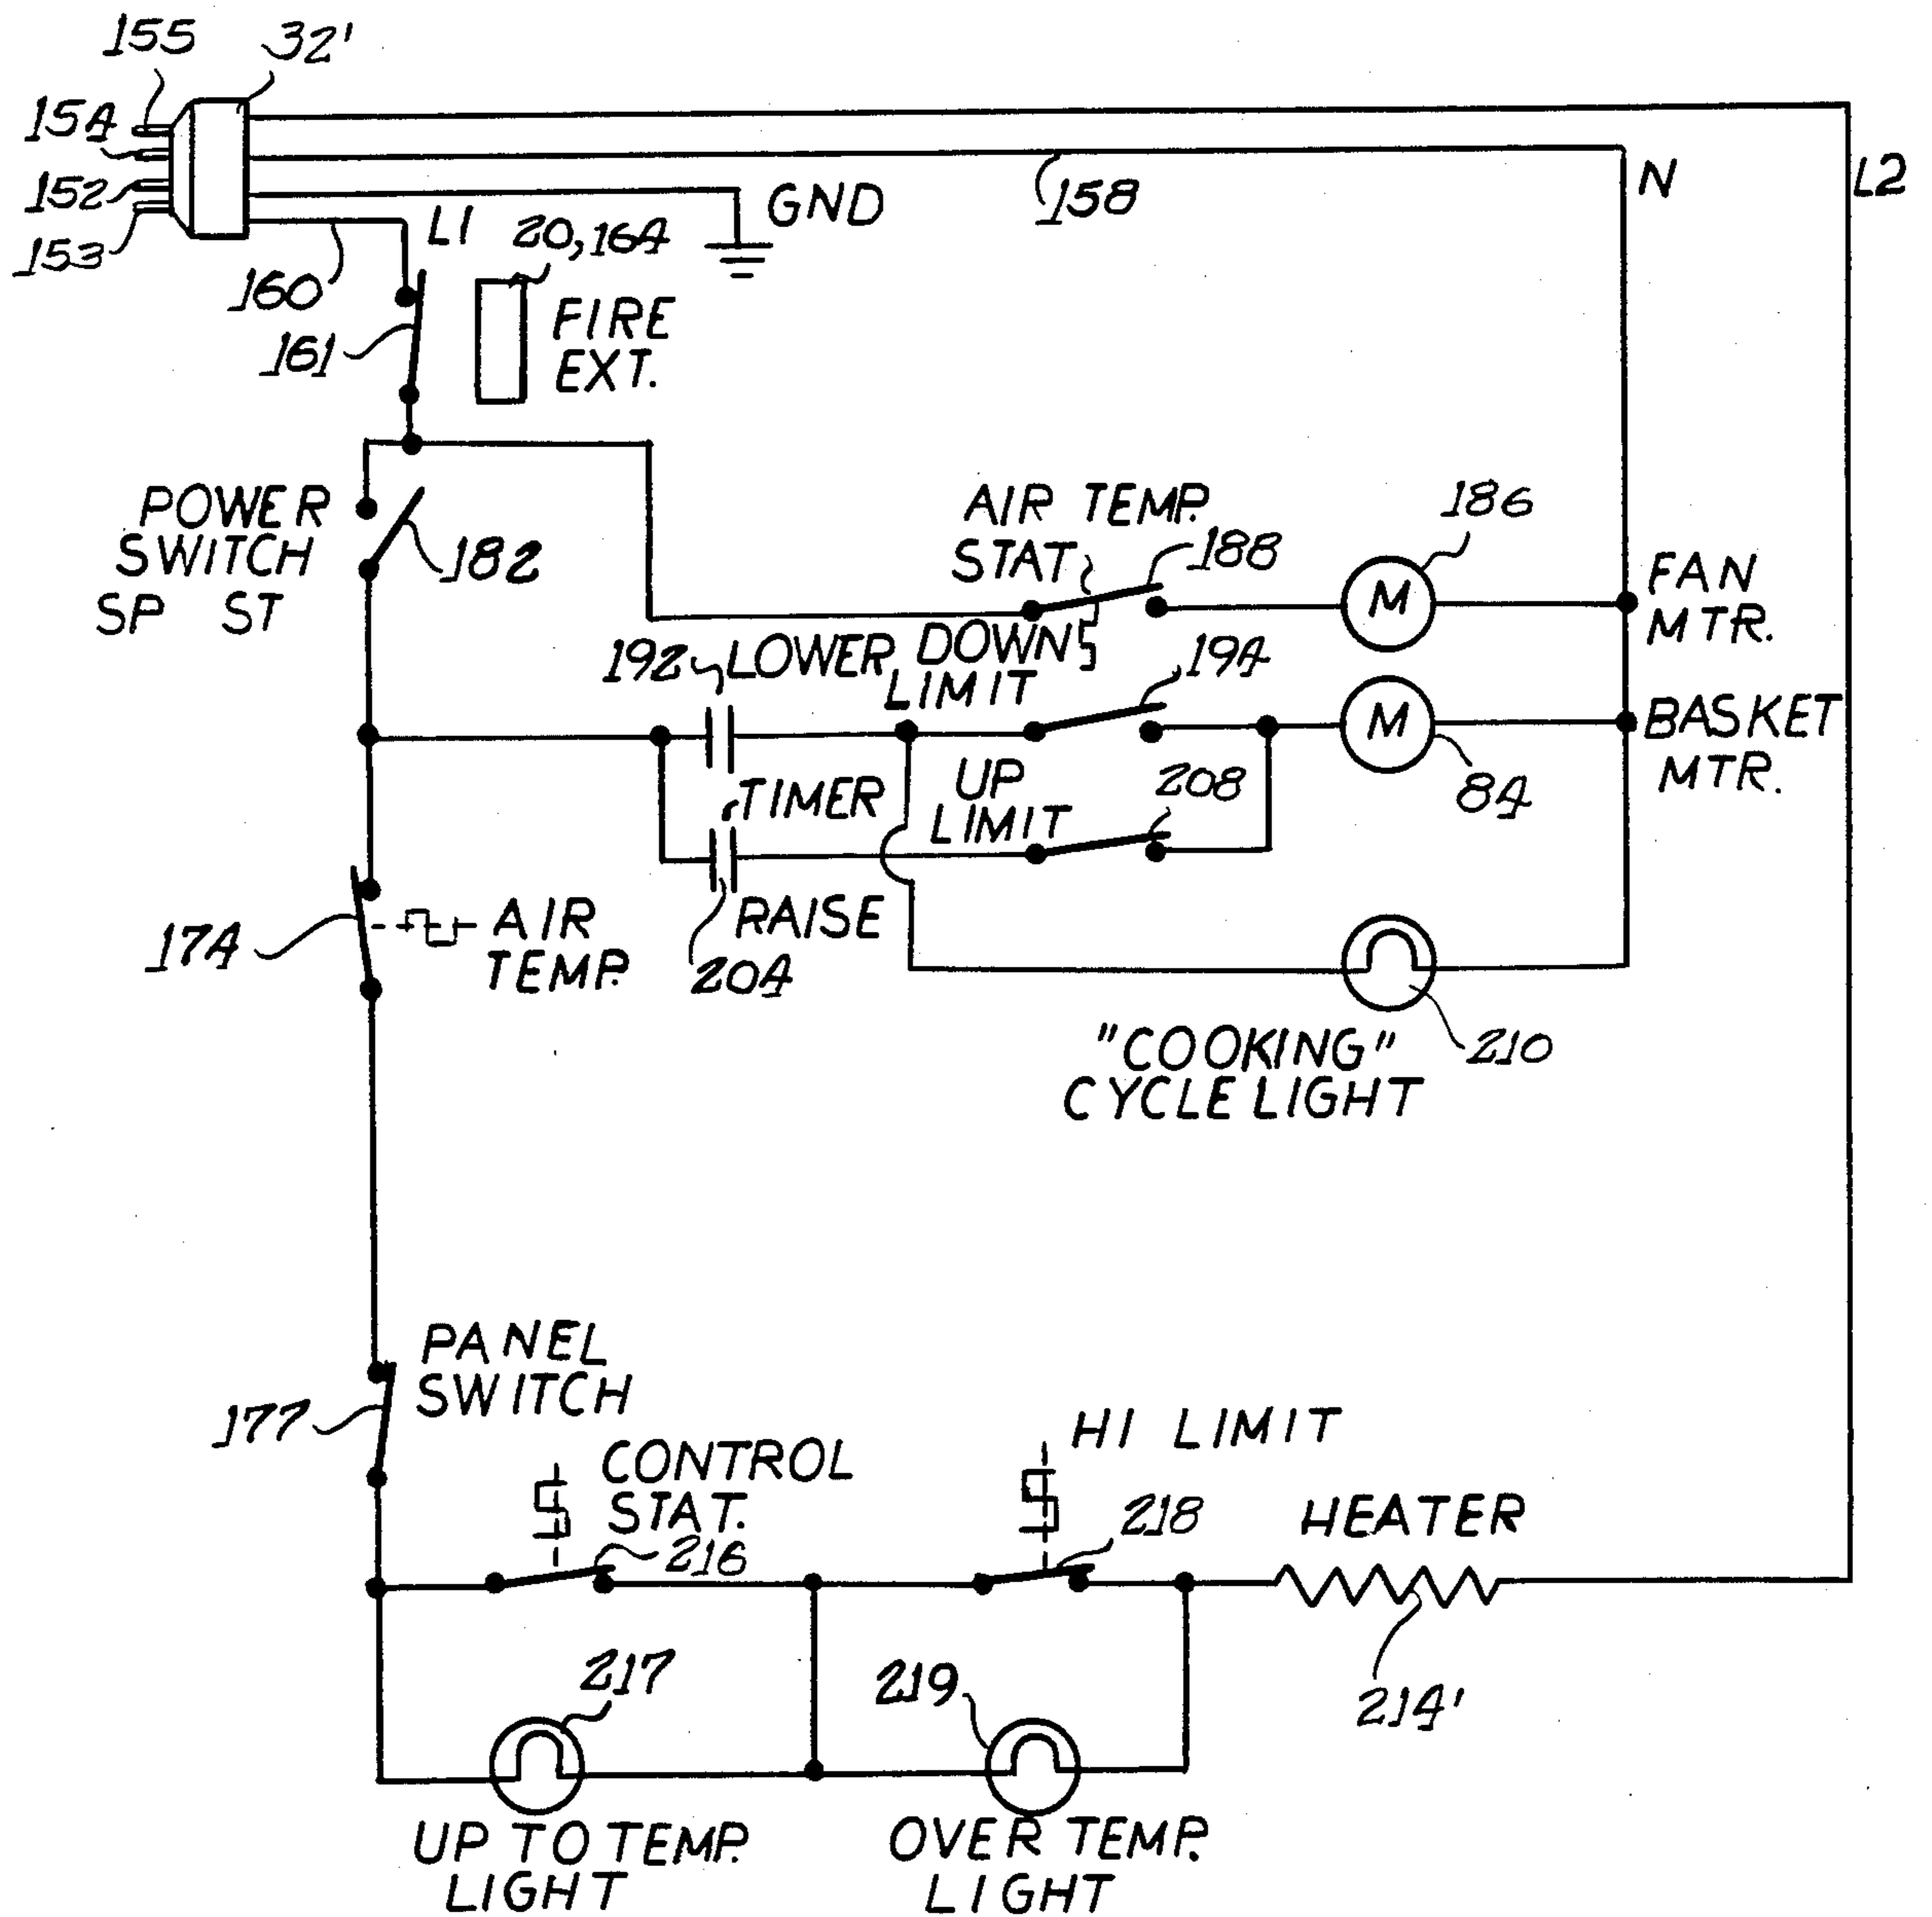 155
32'
154
152
153
GND
158
N
L2
L1
20,164
160
161
FIRE
EXT.
POWER
SWITCH
SP ST
182
AIR TEMP.
STAT
188
186
FAN
MTR.
192
LOWER
DOWN
LIMIT
194
BASKET
MTR.
84
TIMER
UP
LIMIT
208
RAISE
204
174
AIR
TEMP.
210
"COOKING"
CYCLE LIGHT
PANEL
SWITCH
177
CONTROL
STAT.
216
HI LIMIT
218
HEATER
214'
217
219
UP TO TEMP.
LIGHT
OVER TEMP.
LIGHT